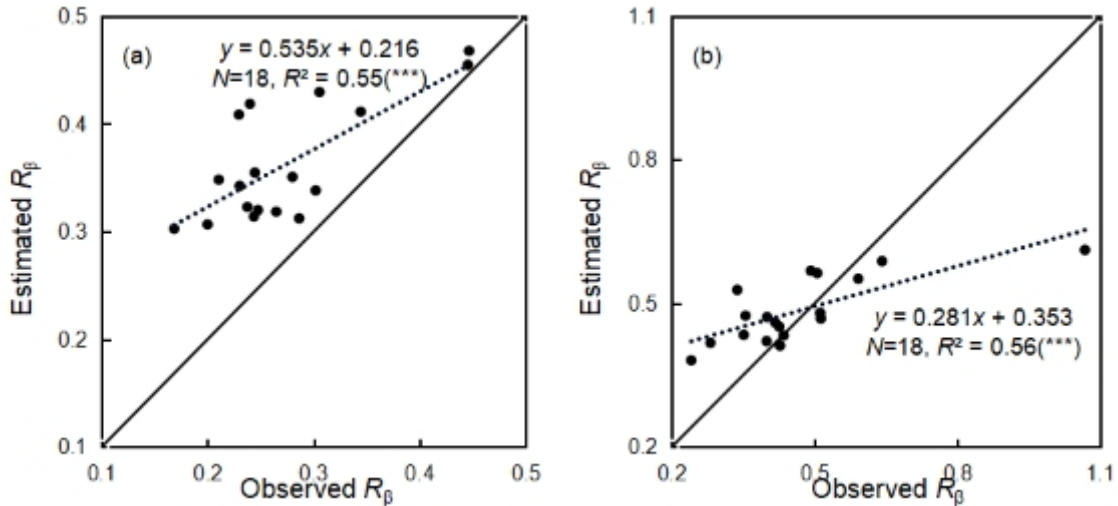 0.5
(a)
y = 0.535x + 0.216
N=18, R² = 0.55(***)
0.4
Estimated Rβ
0.3
0.2
0.1
0.1 0.2 0.3 0.4 0.5
Observed Rβ
1.1
(b)
0.8
Estimated Rβ
0.5
y = 0.281x + 0.353
N=18, R² = 0.56(***)
0.2
0.2 0.5 0.8 1.1
Observed Rβ